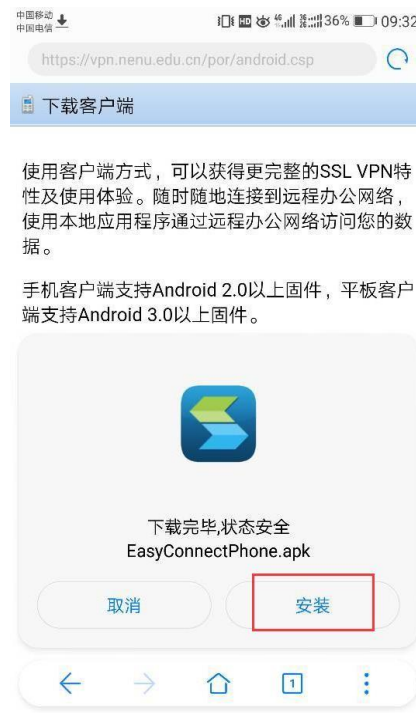 中国移动
中国电信
HD 4G 2G 3G 36% 09:32
https://vpn.nenu.edu.cn/por/android.csp
下载客户端
使用客户端方式，可以获得更完整的SSL VPN特
性及使用体验。随时随地连接到远程办公网络，
使用本地应用程序通过远程办公网络访问您的数
据。
手机客户端支持Android 2.0以上固件，平板客户
端支持Android 3.0以上固件。
下载完毕,状态安全
EasyConnectPhone.apk
取消 安装
1